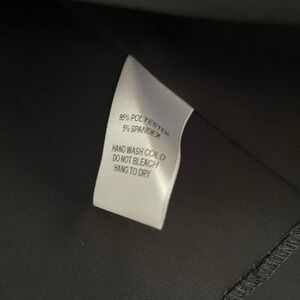 95% POLYESTER
5% SPANDEX
HAND WASH COLD
DO NOT BLEACH
HANG TO DRY